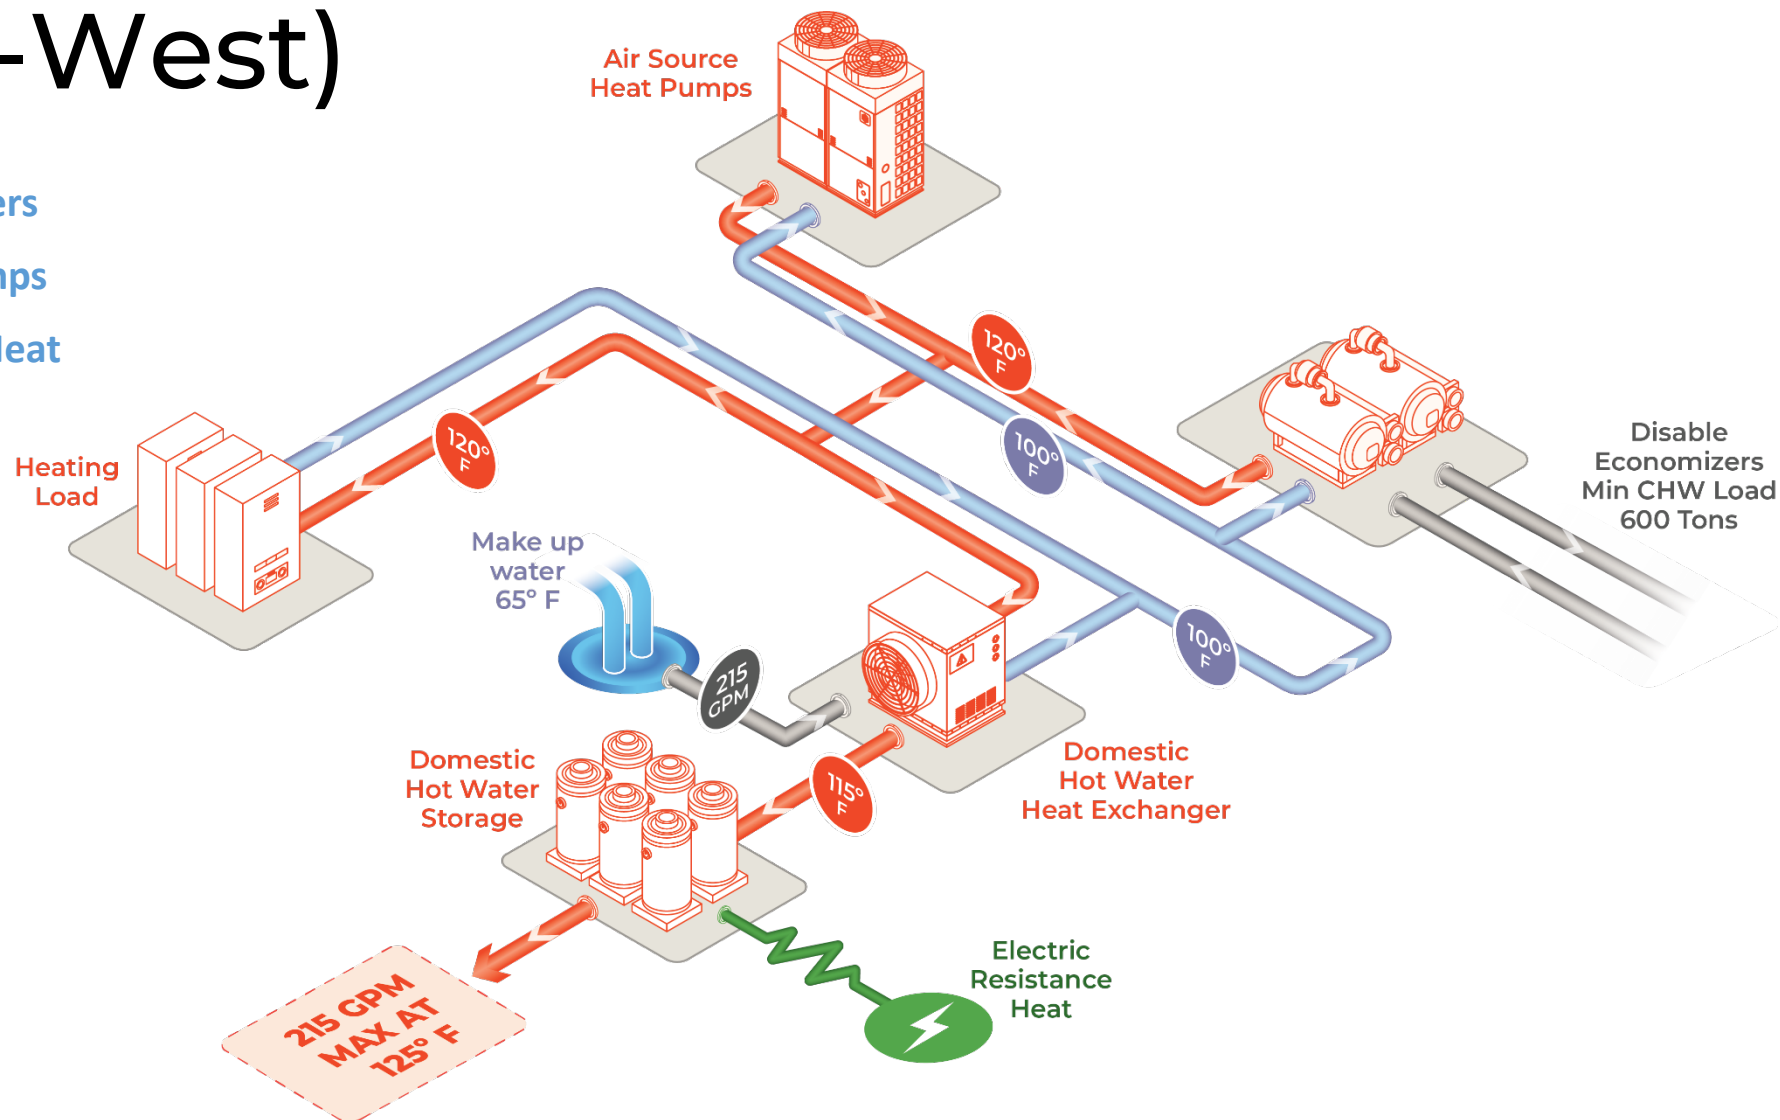 -West)
ers
mps
Heat
Air Source
Heat Pumps
120°
F
100°
F
Disable
Economizers
Min CHW Load
600 Tons
120°
F
Heating
Load
Make up
water
65° F
215
GPM
100°
F
Domestic
Hot Water
Storage
115°
F
Domestic
Hot Water
Heat Exchanger
Electric
Resistance
Heat
215 GPM
MAX AT
125° F